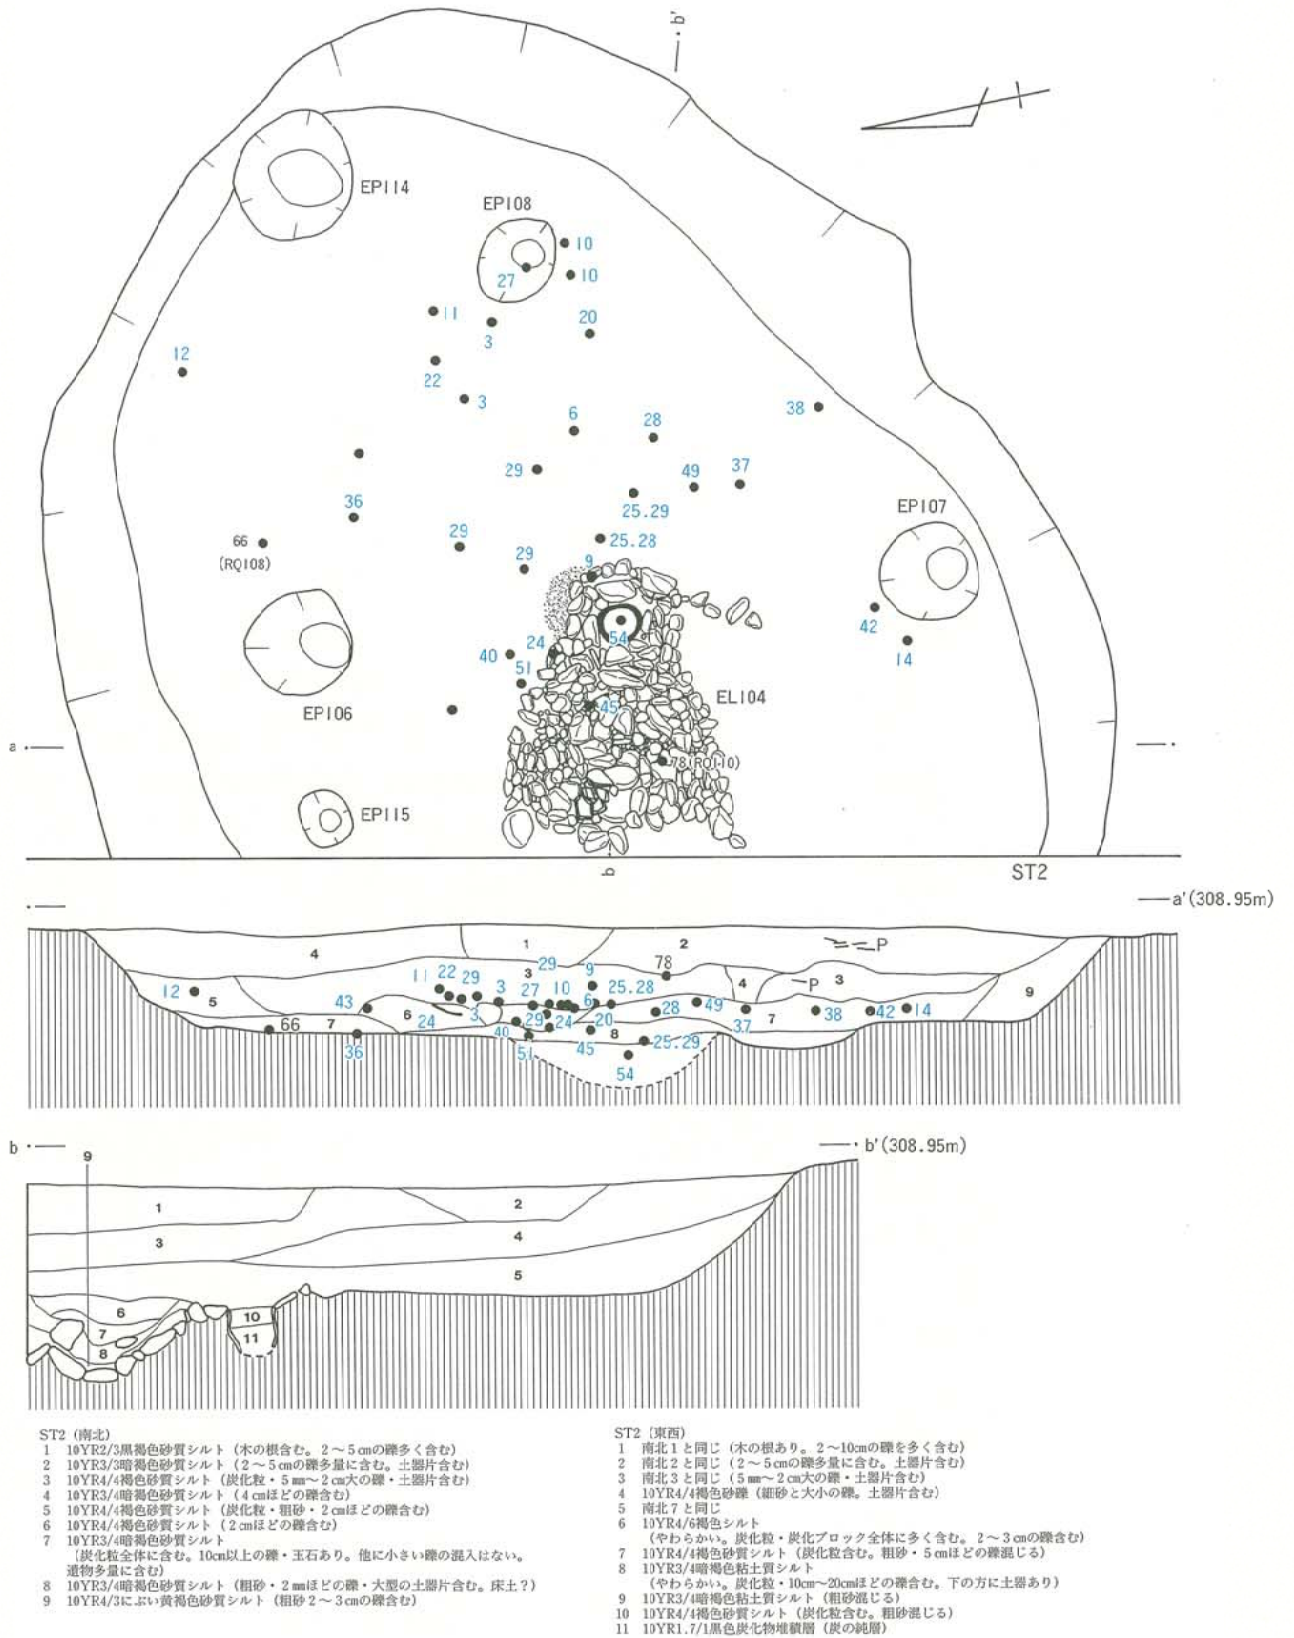 b'
EP114
EP108
10
27
10
11
3
20
12
22
3
38
6
28
29
49
37
36
25.29
EP107
66
(RQ108)
29
25.28
29
9
42
54
24
40
14
51
EP106
45
EL104
a
78(RQ110)
EP115
b
ST2
a'(308.95m)
4
1
2
P
3
29
9
78
11
22
29
12
5
43
3
27
10
6
25.28
4
3
P
28
49
9
66
7
6
24
3
40
29
24
20
8
37
7
38
42
14
36
51
45
25.29
54
b
b'(308.95m)
9
1
2
3
4
5
6
7
8
10
11
ST2(南北)
1 10YR2/3黒褐色砂質シルト(木の根含む。2〜5㎝の礫多く含む)
2 10YR3/3暗褐色砂質シルト(2〜5㎝の礫多量に含む。土器片含む)
3 10YR4/4褐色砂質シルト(炭化粒・5㎜〜2㎝大の礫・土器片含む)
4 10YR3/4暗褐色砂質シルト(4㎝ほどの礫含む)
5 10YR4/4褐色砂質シルト(炭化粒・粗砂・2㎝ほどの礫含む)
6 10YR4/4褐色砂質シルト(2㎝ほどの礫含む)
7 10YR3/4暗褐色砂質シルト
(炭化粒全体に含む。10㎝以上の礫・玉石あり。他に小さい礫の混入はない。
遺物多量に含む)
8 10YR3/4暗褐色砂質シルト(粗砂・2㎜ほどの礫・大型の土器片含む。床土?)
9 10YR4/3にぶい黄褐色砂質シルト(粗砂2〜3㎝の礫含む)
ST2(東西)
1 南北1と同じ(木の根あり。2〜10㎝の礫を多く含む)
2 南北2と同じ(2〜5㎝の礫多量に含む。土器片含む)
3 南北3と同じ(5㎜〜2㎝大の礫・土器片含む)
4 10YR4/4褐色砂礫(細砂と大小の礫。土器片含む)
5 南北7と同じ
6 10YR4/6褐色シルト
(やわらかい。炭化粒・炭化ブロック全体に多く含む。2〜3㎝の礫含む)
7 10YR4/4褐色砂質シルト(炭化粒含む。粗砂・5㎝ほどの礫混じる)
8 10YR3/4暗褐色粘土質シルト
(やわらかい。炭化粒・10㎝〜20㎝ほどの礫含む。下の方に土器あり)
9 10YR3/4暗褐色粘土質シルト(粗砂混じる)
10 10YR4/4褐色砂質シルト(炭化粒含む。粗砂混じる)
11 10YR1.7/1黒色炭化物堆積層(炭の純層)